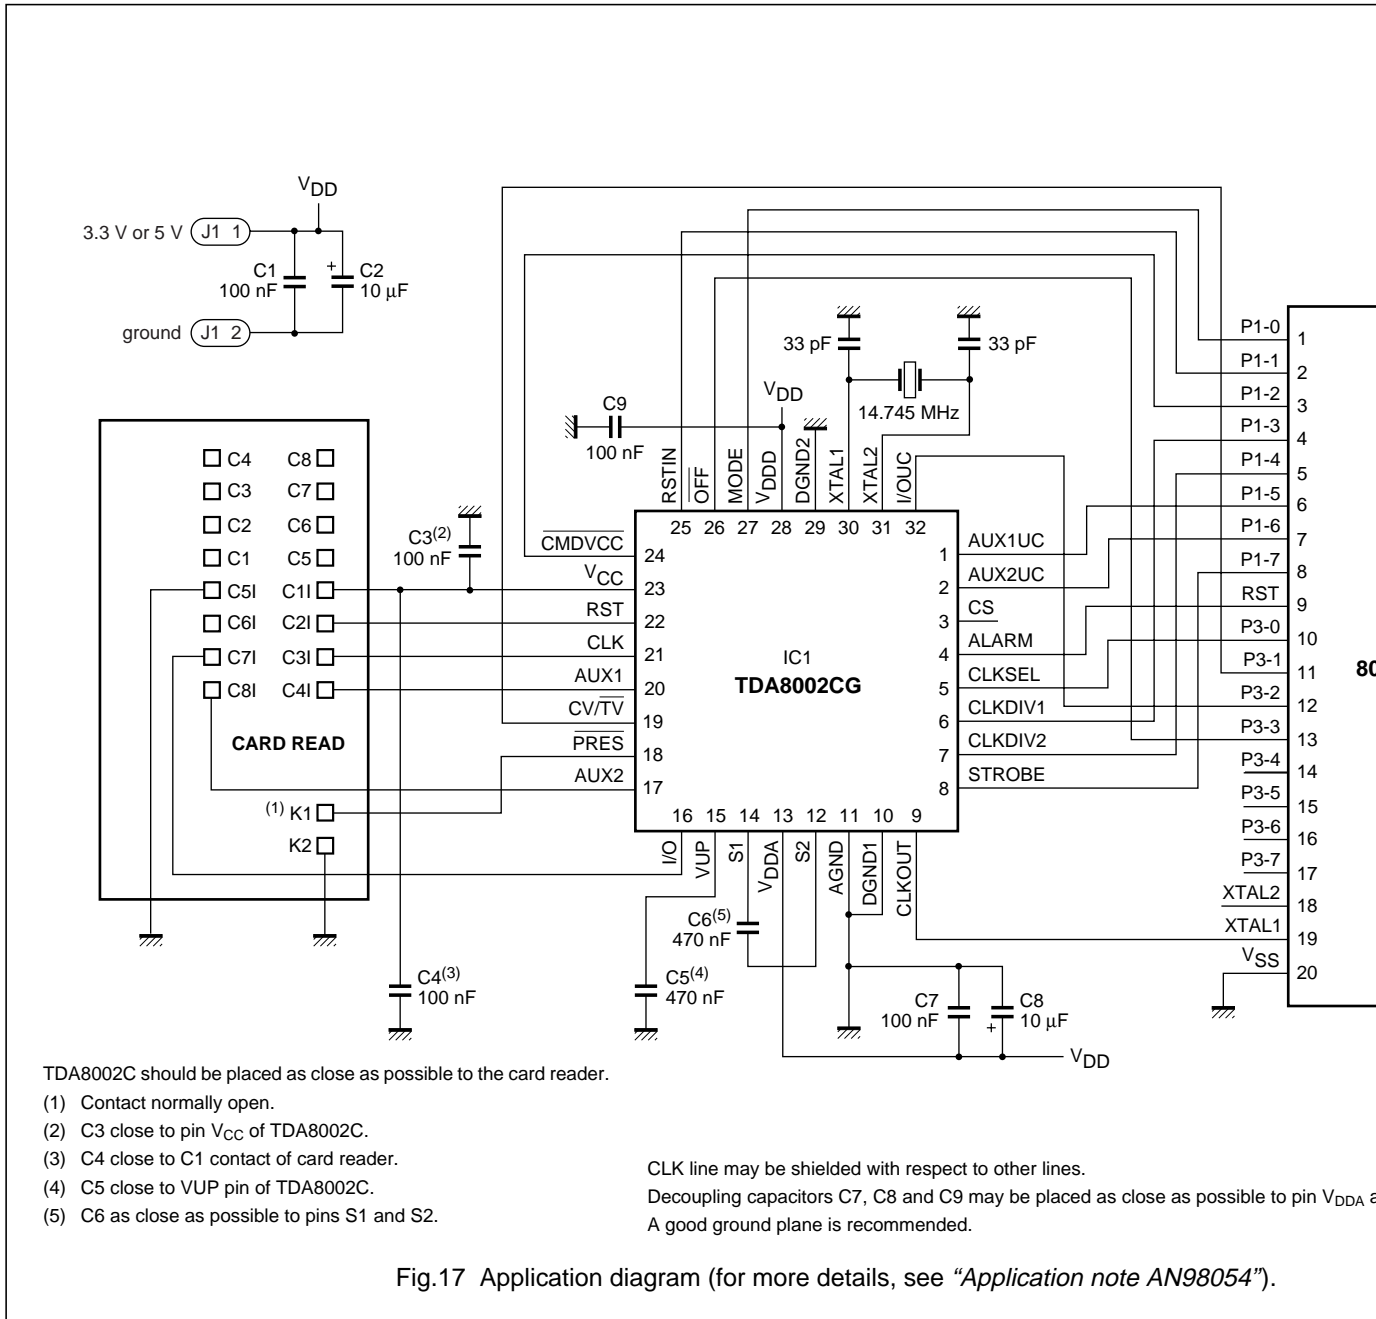 VDD
3.3 V or 5 V J1 1
C1
100 nF
+ C2
10 µF
ground J1 2
33 pF
33 pF
14.745 MHz
VDD
C9
100 nF
RSTIN
OFF
MODE
VDDD
DGND2
XTAL1
XTAL2
I/OUC
25 26 27 28 29 30 31 32
C3(2)
100 nF
CMDVCC 24
VCC 23
RST 22
CLK 21
AUX1 20
CV/TV 19
PRES 18
AUX2 17
IC1
TDA8002CG
1 AUX1UC
2 AUX2UC
3 CS
4 ALARM
5 CLKSEL
6 CLKDIV1
7 CLKDIV2
8 STROBE
16 15 14 13 12 11 10 9
I/O
VUP
S1
VDDA
S2
AGND
DGND1
CLKOUT
C4 C8
C3 C7
C2 C6
C1 C5
C5I C1I
C6I C2I
C7I C3I
C8I C4I
CARD READ
(1) K1
K2
P1-0 1
P1-1 2
P1-2 3
P1-3 4
P1-4 5
P1-5 6
P1-6 7
P1-7 8
RST 9
P3-0 10
P3-1 11
P3-2 12
P3-3 13
P3-4 14
P3-5 15
P3-6 16
P3-7 17
XTAL2 18
XTAL1 19
VSS 20
80
C4(3)
100 nF
C6(5)
470 nF
C5(4)
470 nF
C7
100 nF
C8
+ 10 µF
VDD
TDA8002C should be placed as close as possible to the card reader.
(1) Contact normally open.
(2) C3 close to pin VCC of TDA8002C.
(3) C4 close to C1 contact of card reader.
(4) C5 close to VUP pin of TDA8002C.
(5) C6 as close as possible to pins S1 and S2.
CLK line may be shielded with respect to other lines.
Decoupling capacitors C7, C8 and C9 may be placed as close as possible to pin VDDA a
A good ground plane is recommended.
Fig.17 Application diagram (for more details, see “Application note AN98054”).